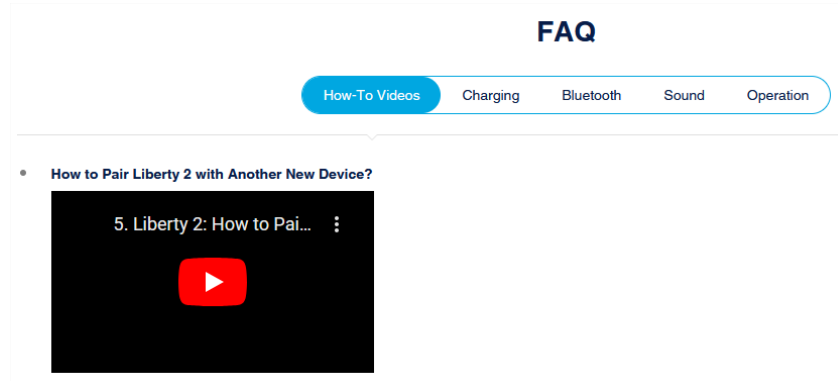 FAQ
How-To Videos Charging Bluetooth Sound Operation
How to Pair Liberty 2 with Another New Device?
5. Liberty 2: How to Pai...